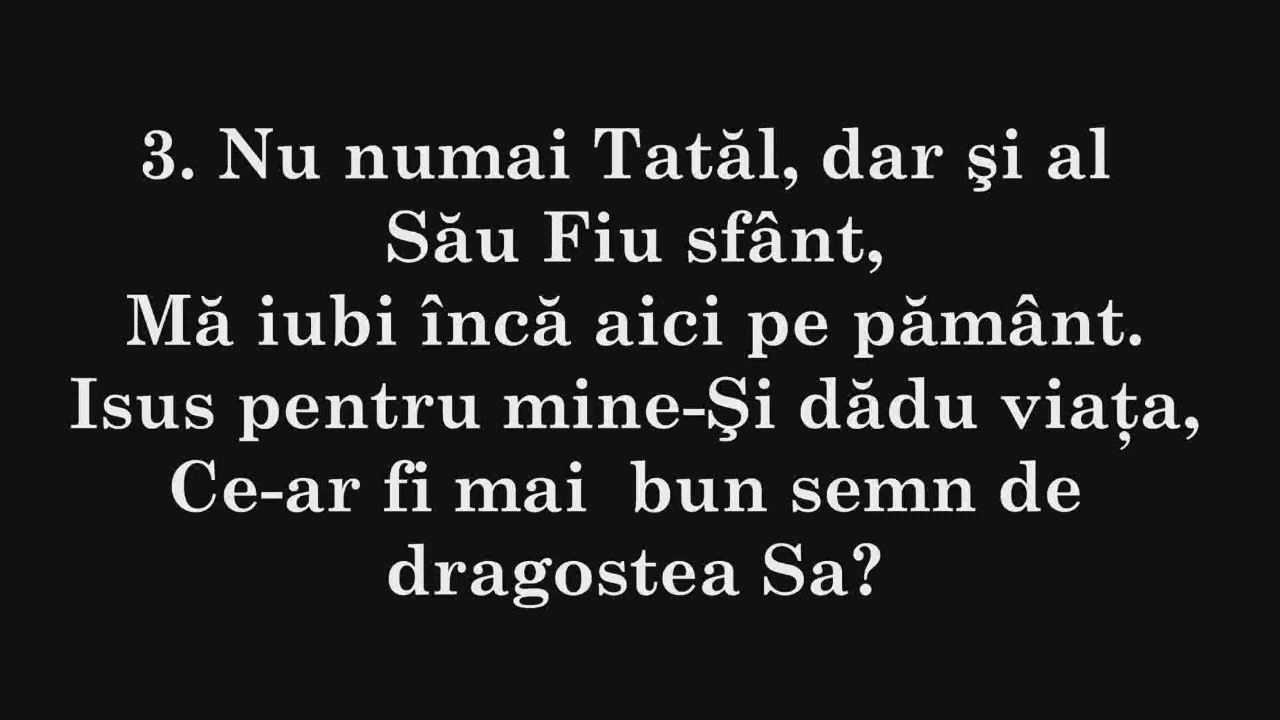 3. Nu numai Tatăl, dar şi al
Său Fiu sfânt,
Mă iubi încă aici pe pământ.
Isus pentru mine-Şi dădu viața,
Ce-ar fi mai  bun semn de
dragostea Sa?